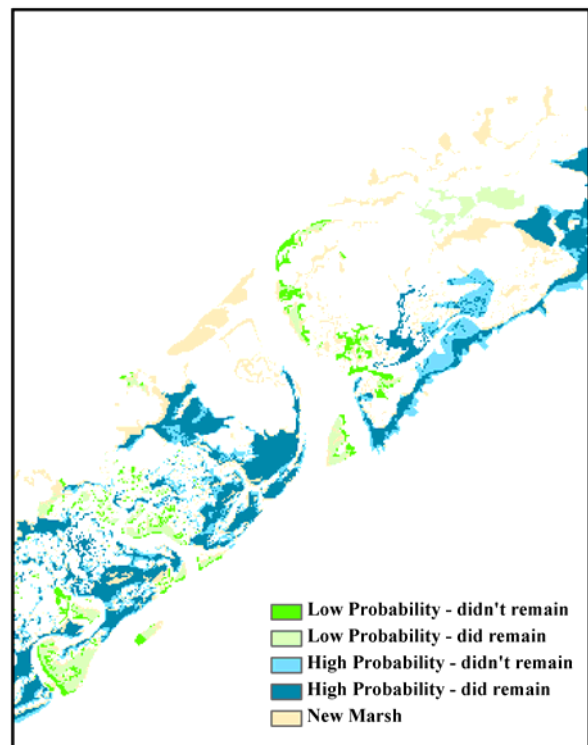 Low Probability - didn't remain
Low Probability - did remain
High Probability - didn't remain
High Probability - did remain
New Marsh